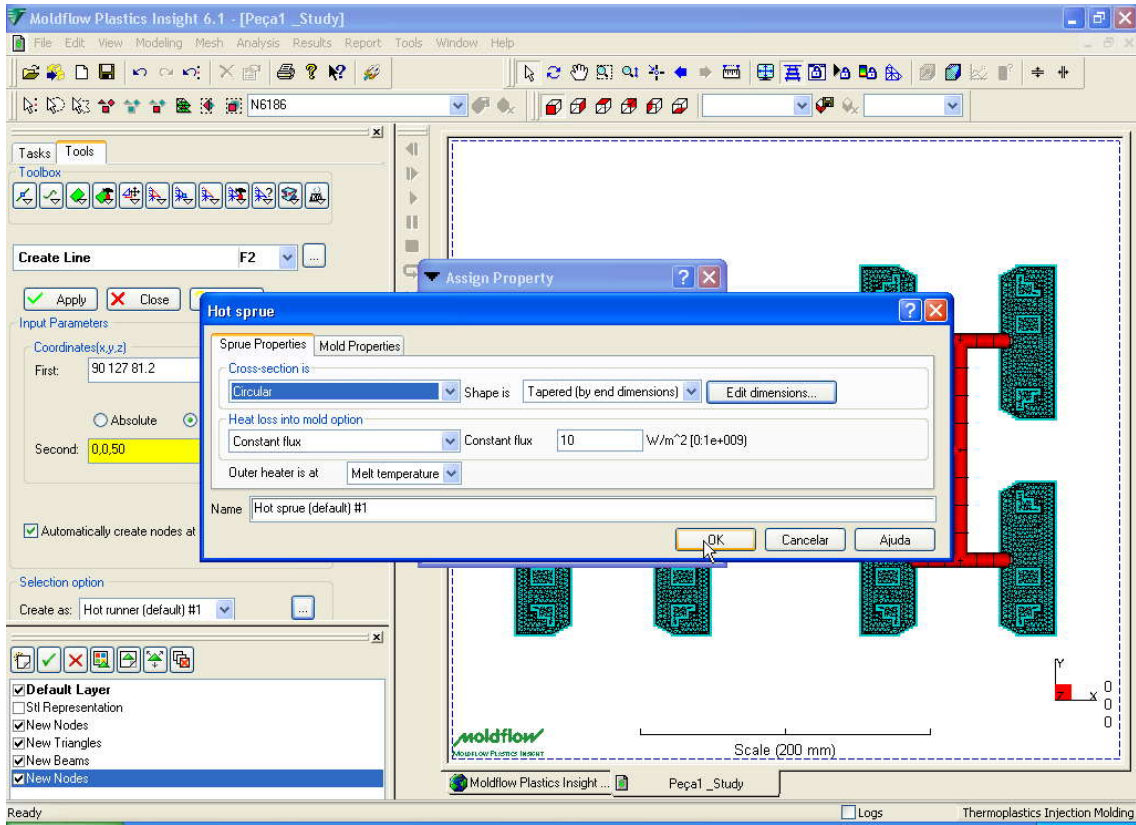 Moldflow Plastics Insight 6.1 - [Peça1 _Study]
File Edit View Modeling Mesh Analysis Results Report Tools Window Help
N6186
Tasks Tools
Toolbox
Create Line F2 ...
Apply Close
Input Parameters
Coordinates(x,y,z)
First: 90 127 81.2
Absolute
Second: 0,0,50
Automatically create nodes at
Selection option
Create as: Hot runner (default) #1 ...
Assign Property
Hot sprue
Sprue Properties Mold Properties
Cross-section is
Circular Shape is Tapered (by end dimensions) Edit dimensions...
Heat loss into mold option
Constant flux Constant flux 10 W/m^2 [0:1e+009)
Outer heater is at Melt temperature
Name Hot sprue (default) #1
OK Cancelar Ajuda
Default Layer
Stl Representation
New Nodes
New Triangles
New Beams
New Nodes
Y
Z X 0
0
0
moldflow
MOLDFLOW PLASTICS INSIGHT
Scale (200 mm)
Moldflow Plastics Insight ... Peça1 _Study
Ready Logs Thermoplastics Injection Molding